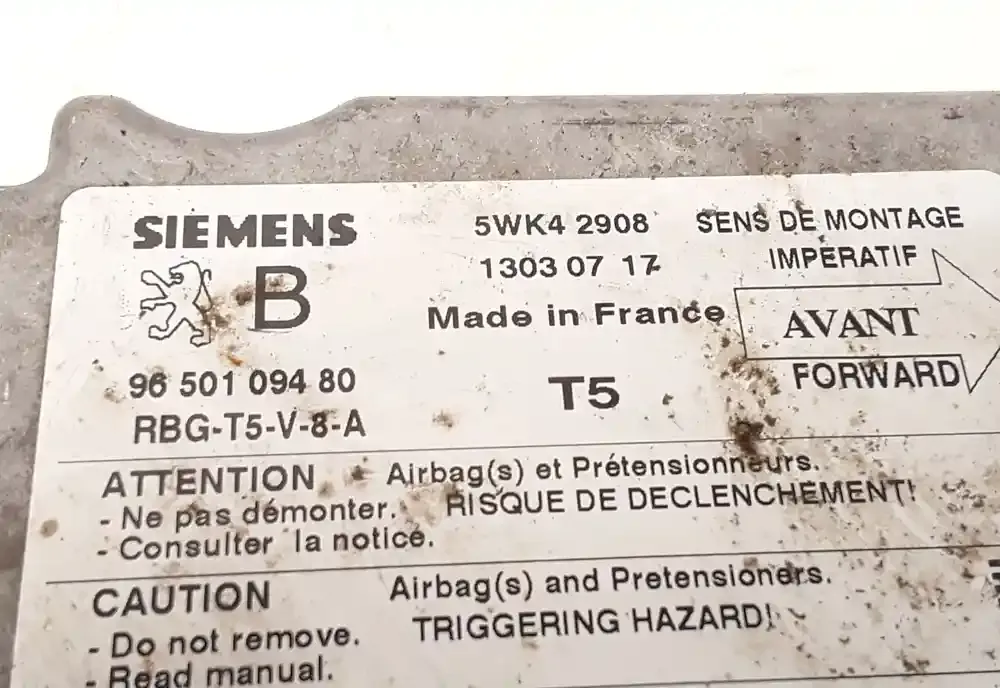 SIEMENS
5WK4 2908
SENS DE MONTAGE
IMPERATIF
B
1303 07 17
Made in France
AVANT
FORWARD
96 501 094 80
T5
RBG-T5-V-8-A
ATTENTION
Airbag(s) et Prétensionneurs.
- Ne pas démonter.
RISQUE DE DECLENCHEMENT!
- Consulter la notice.
CAUTION
Airbag(s) and Pretensioners.
- Do not remove.
TRIGGERING HAZARD!
- Read manual.